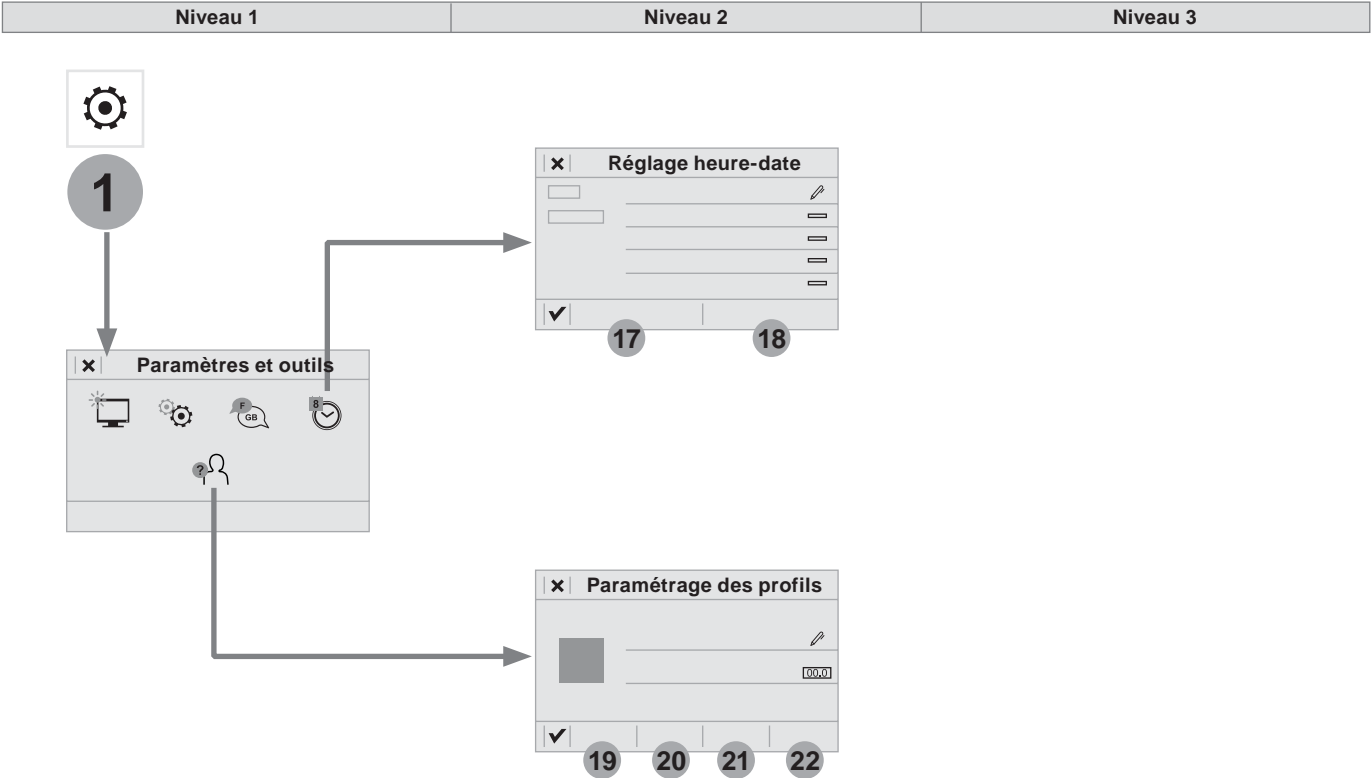 Niveau 1 Niveau 2 Niveau 3
1
Réglage heure-date
17 18
Paramètres et outils
F
GB
8
?
Paramétrage des profils
00.0
19 20 21 22